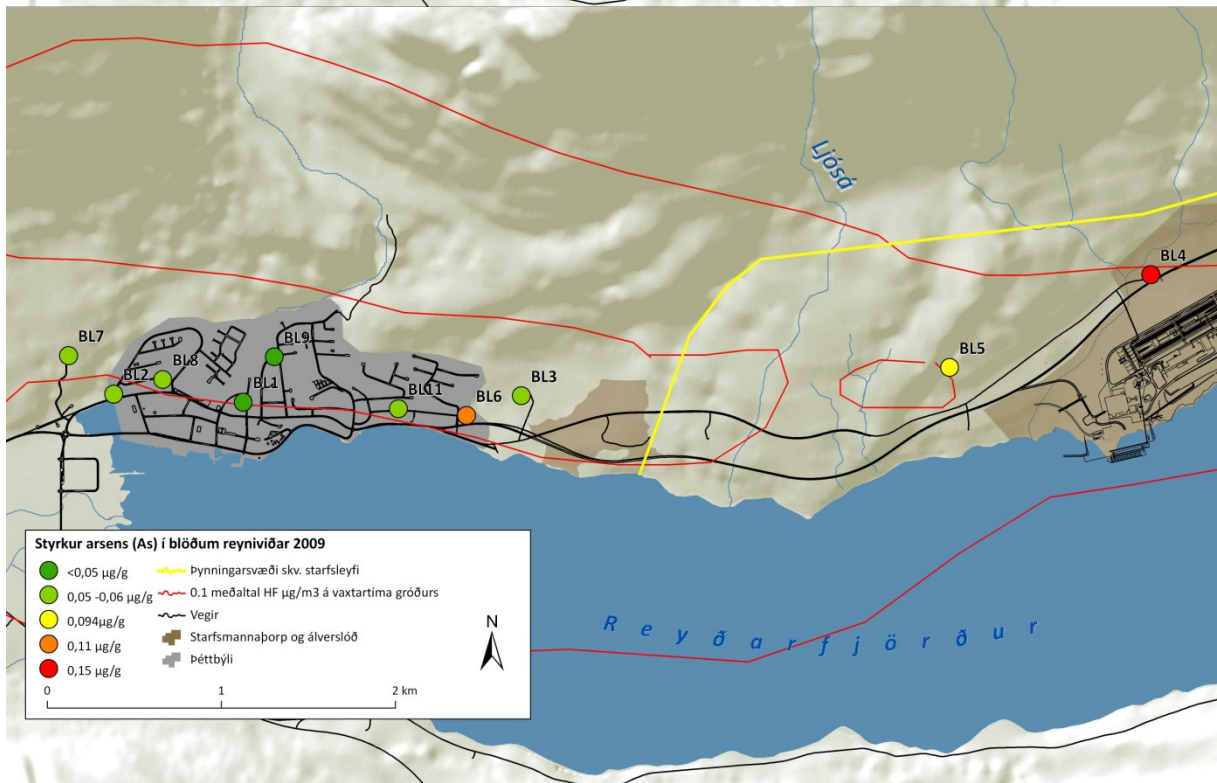 Ljósá
BL4
BL7
BL9
BL5
BL8
BL2
BL3
BL1
BL11
BL6
Styrkur arsens (As) í blöðum reyniviðar 2009
<0,05 µg/g
0,05 -0,06 µg/g
0,094µg/g
0,11 µg/g
0,15 µg/g
Þynningarsvæði skv. starfsleyfi
0.1 meðaltal HF µg/m3 á vaxtartíma gróðurs
Vegir
Starfsmannaþorp og álverslóð
Þéttbýli
N
0 1 2 km
Reyðarfjörður